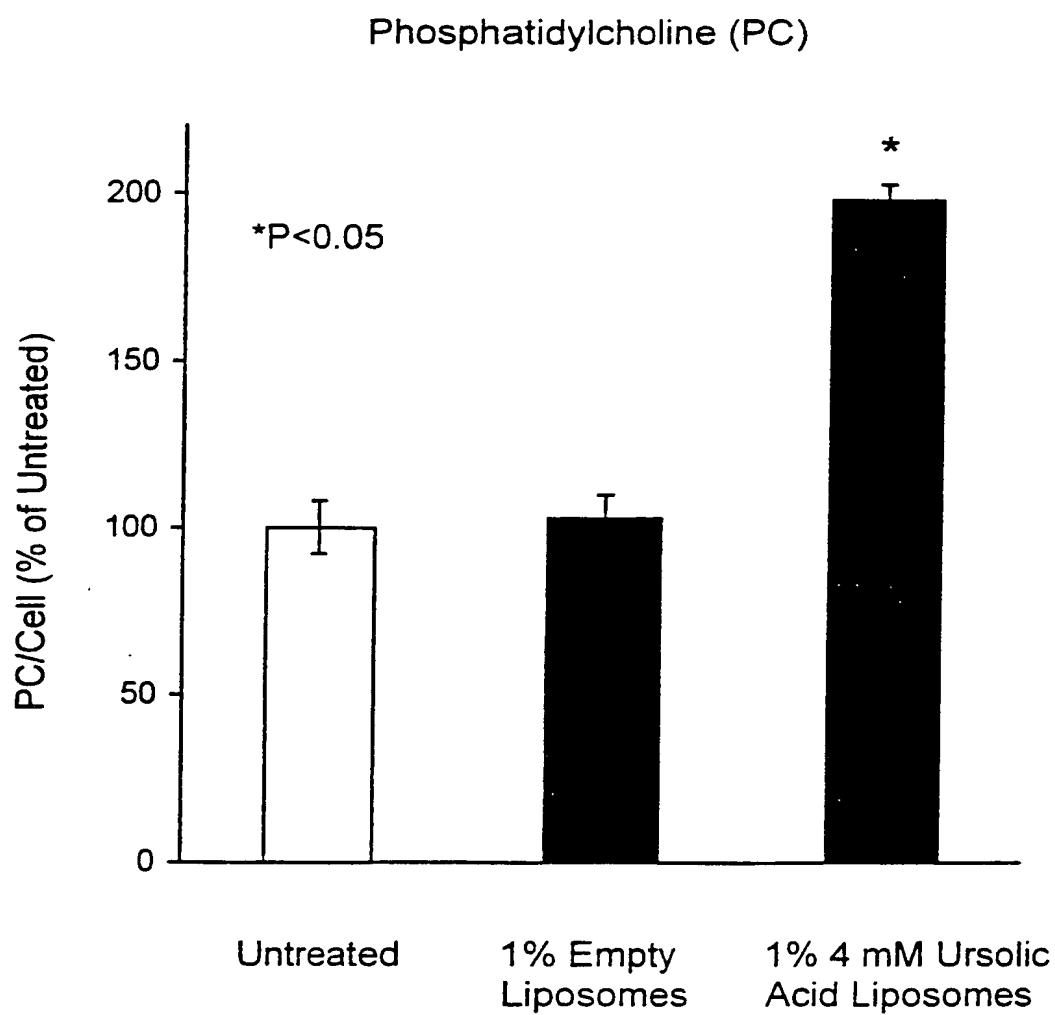 Phosphatidylcholine (PC)
*
200
*P<0.05
150
PC/Cell (% of Untreated)
100
50
0
Untreated
1% Empty
Liposomes
1% 4 mM Ursolic
Acid Liposomes